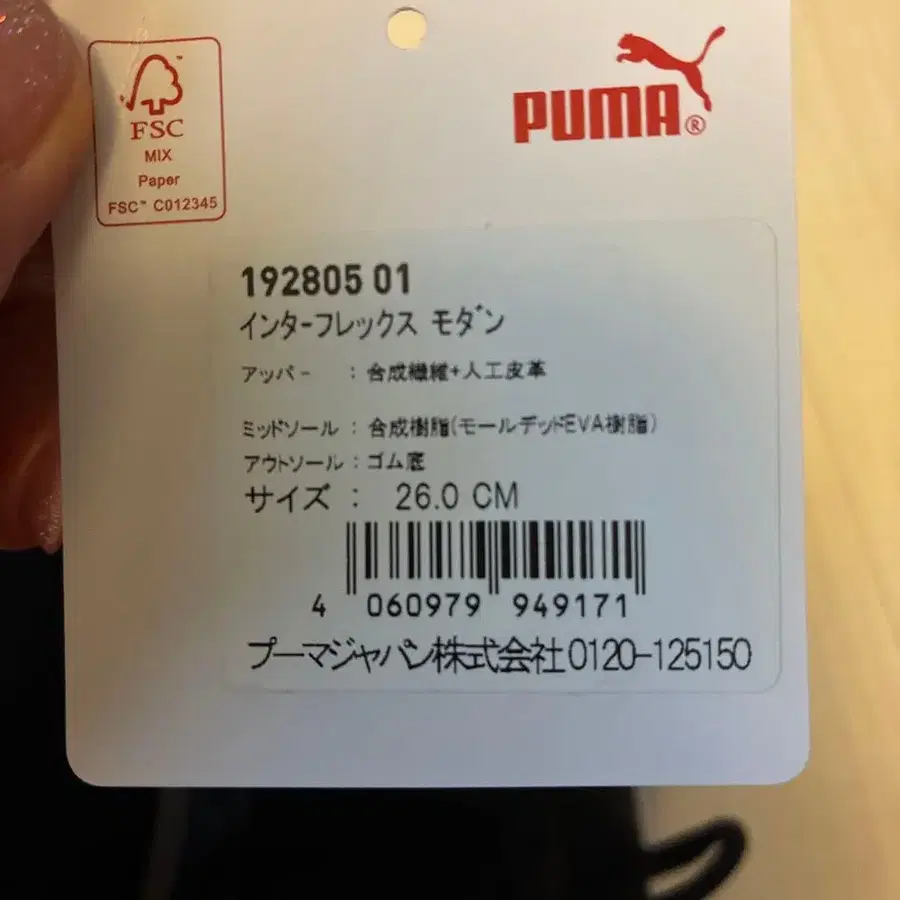 FSC
MIX
Paper
FSC™ C012345
PUMA®
192805 01
インターフレックス モダン
アッパー : 合成繊維+人工皮革
ミッドソール : 合成樹脂(モールデッドEVA樹脂)
アウトソール : ゴム底
サイズ : 26.0 CM
4 060979 949171
プーマジャパン株式会社0120-125150